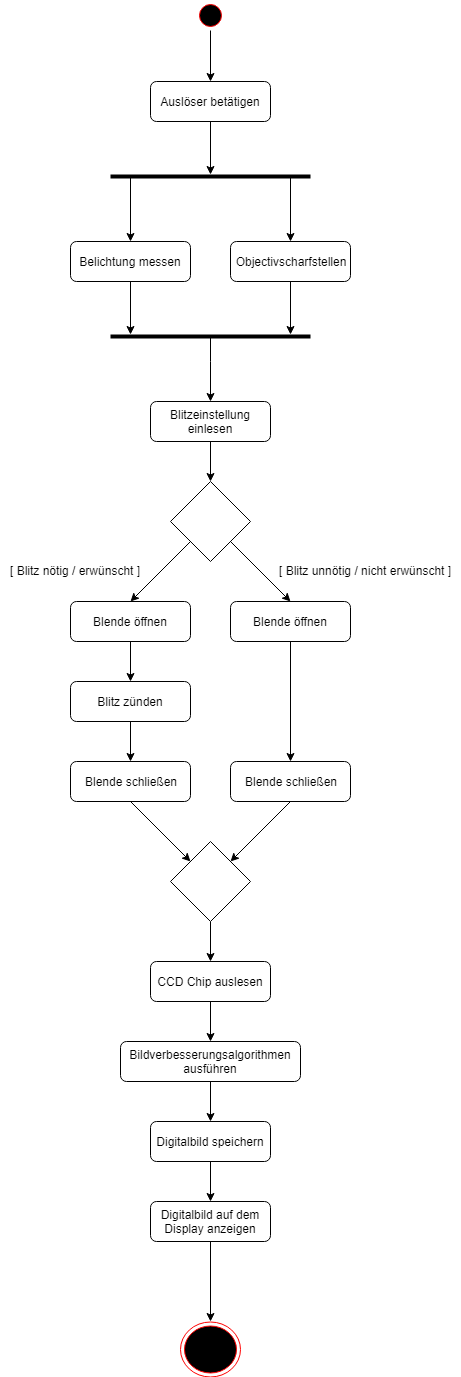 Auslöser betätigen
Belichtung messen
Objectivscharfstellen
Blitzeinstellung
einlesen
[ Blitz nötig / erwünscht ]
[ Blitz unnötig / nicht erwünscht ]
Blende öffnen
Blende öffnen
Blitz zünden
Blende schließen
Blende schließen
CCD Chip auslesen
Bildverbesserungsalgorithmen
ausführen
Digitalbild speichern
Digitalbild auf dem
Display anzeigen